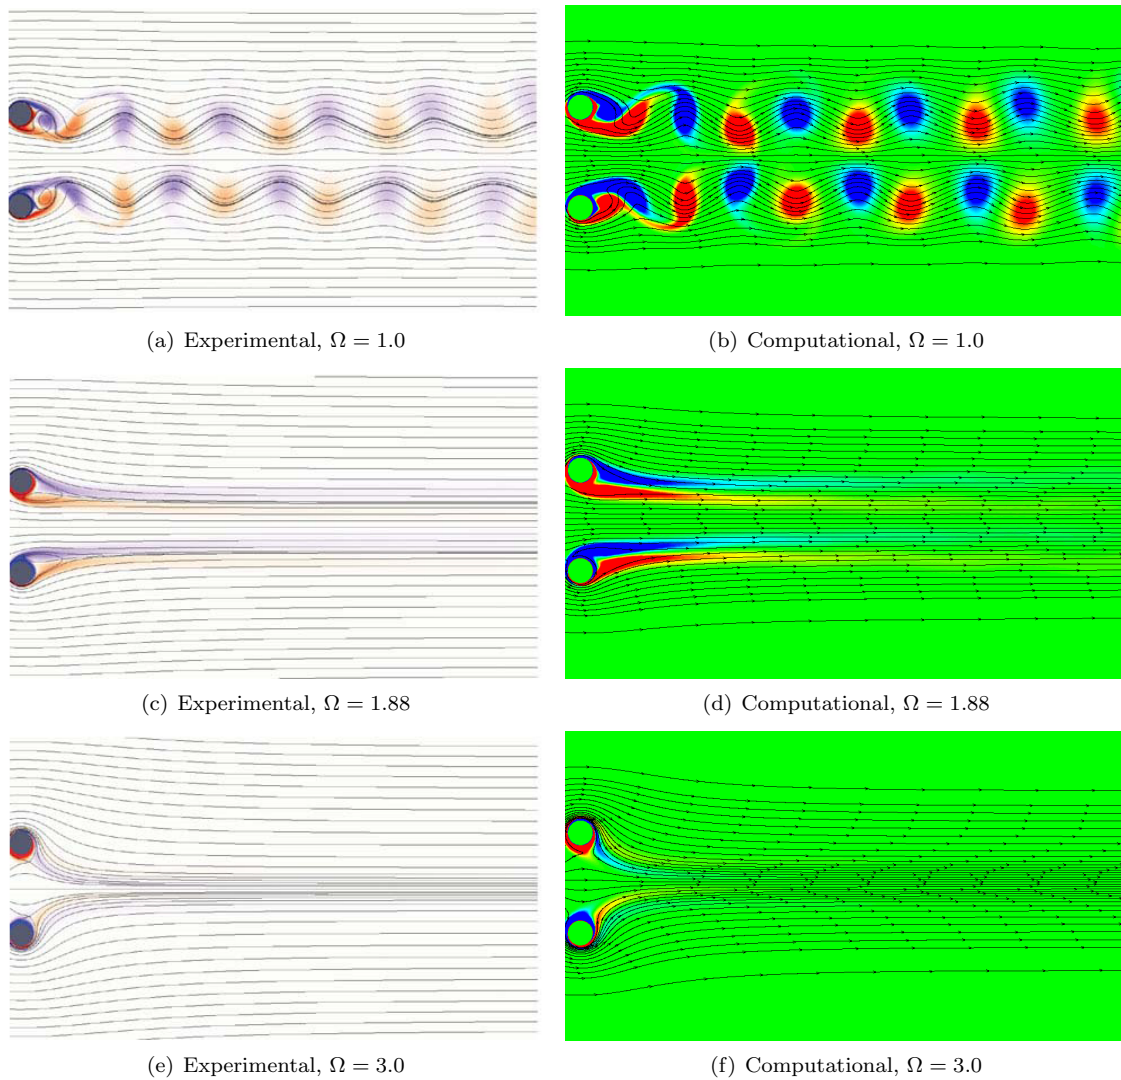 (a) Experimental, Ω = 1.0
(b) Computational, Ω = 1.0
(c) Experimental, Ω = 1.88
(d) Computational, Ω = 1.88
(e) Experimental, Ω = 3.0
(f) Computational, Ω = 3.0